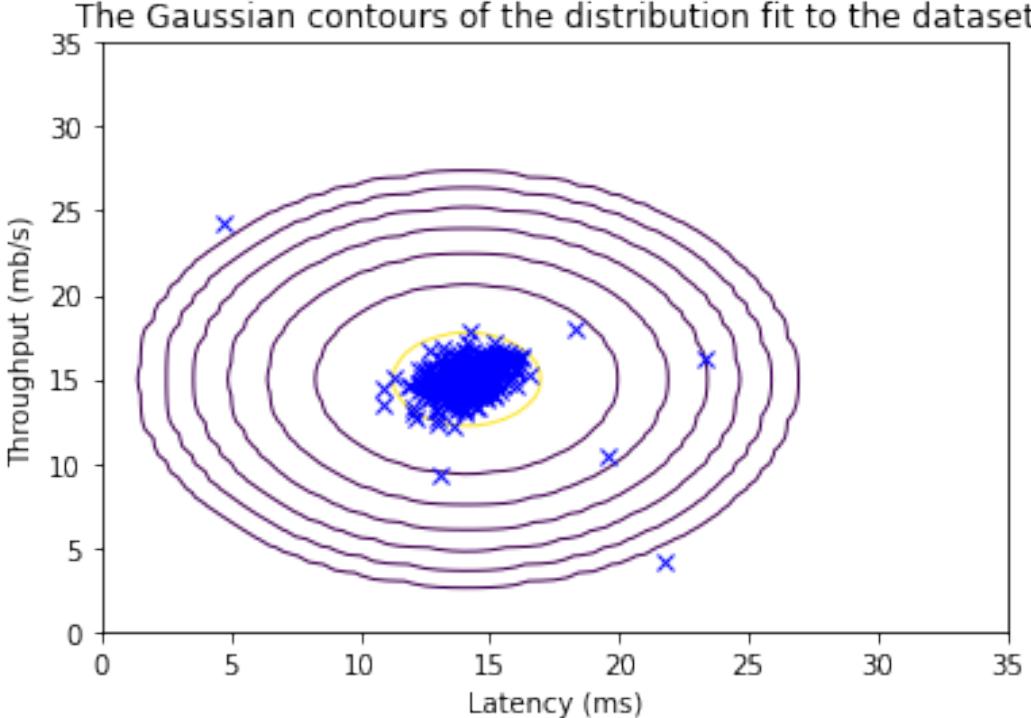 The Gaussian contours of the distribution fit to the dataset
35
30
25
20
15
10
5
0
Throughput (mb/s)
0 5 10 15 20 25 30 35
Latency (ms)